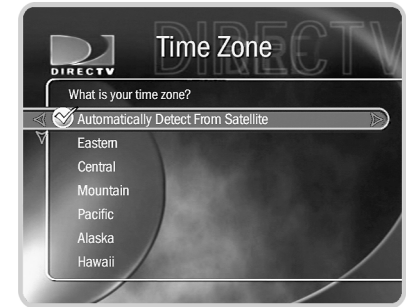 DIRECTV
Time Zone
DIRECTV
What is your time zone?
Automatically Detect From Satellite
Eastern
Central
Mountain
Pacific
Alaska
Hawaii